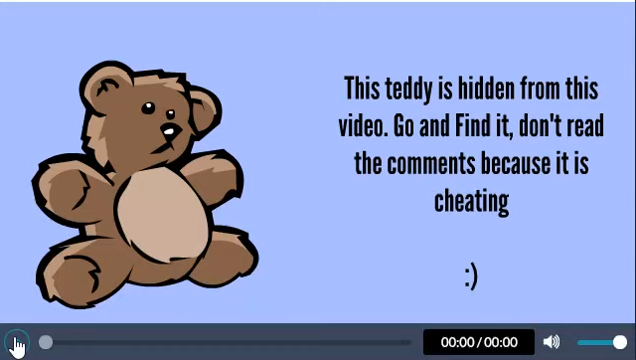 This teddy is hidden from this
video. Go and Find it, don't read
the comments because it is
cheating
:)
00:00 / 00:00